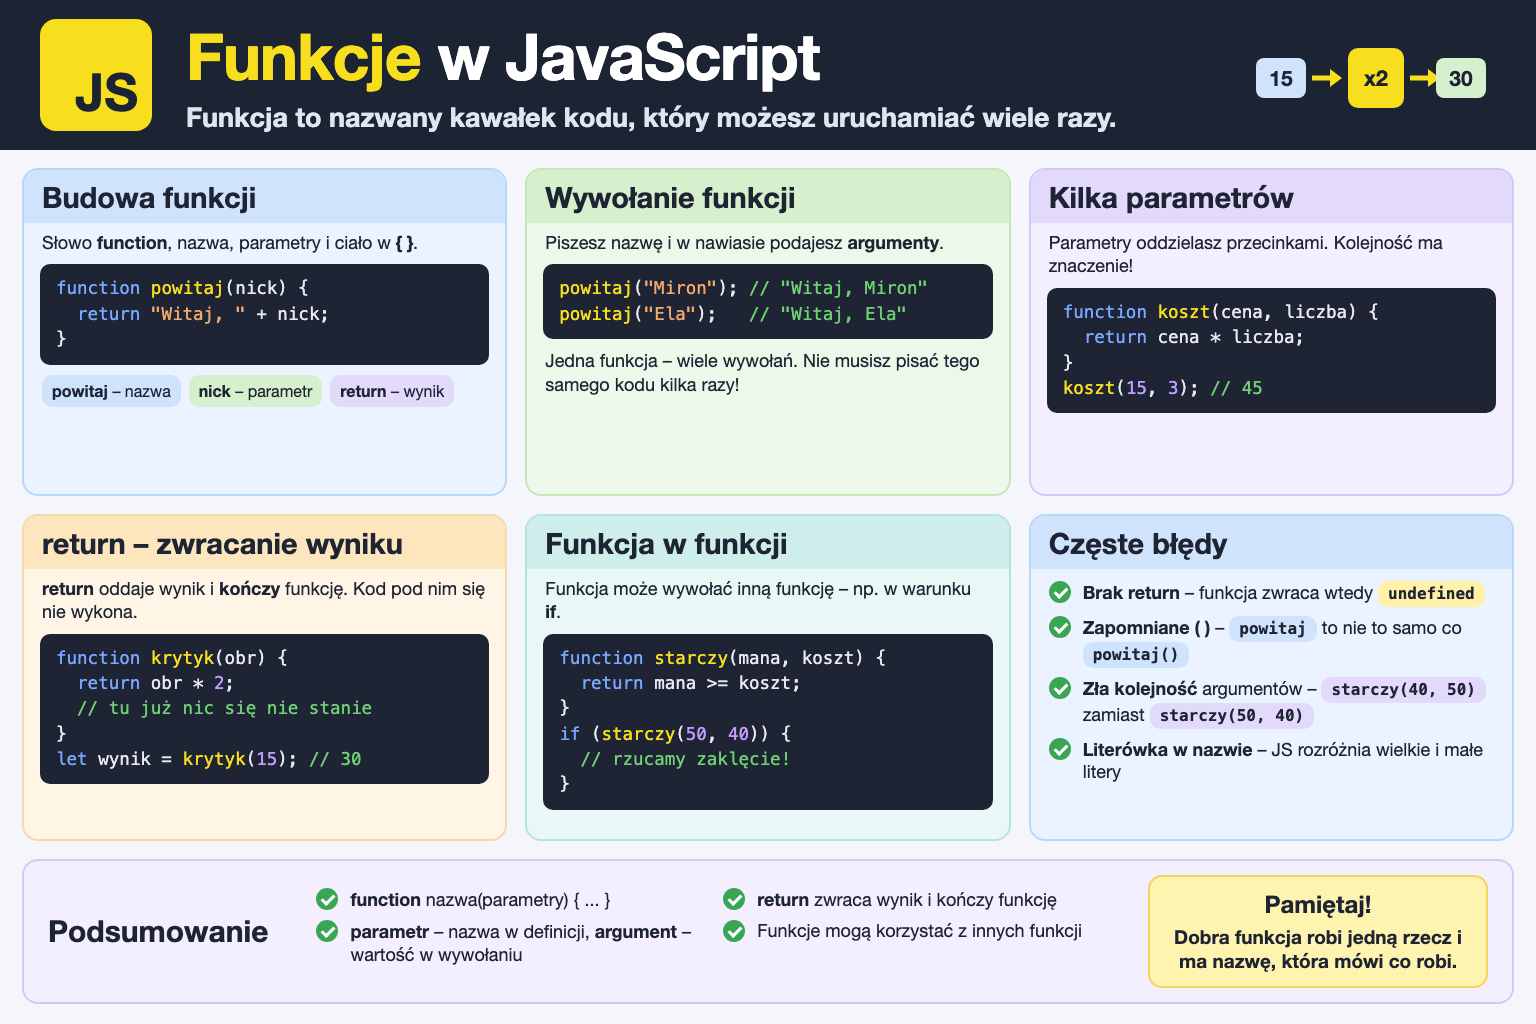 JS
Funkcje w JavaScript
Funkcja to nazwany kawałek kodu, który możesz uruchamiać wiele razy.
15
x2
30
Budowa funkcji
Słowo function, nazwa, parametry i ciało w { }.
function powitaj(nick) {
  return "Witaj, " + nick;
}
powitaj – nazwa
nick – parametr
return – wynik
Wywołanie funkcji
Piszesz nazwę i w nawiasie podajesz argumenty.
powitaj("Miron"); // "Witaj, Miron"
powitaj("Ela");   // "Witaj, Ela"
Jedna funkcja – wiele wywołań. Nie musisz pisać tego
samego kodu kilka razy!
Kilka parametrów
Parametry oddzielasz przecinkami. Kolejność ma
znaczenie!
function koszt(cena, liczba) {
  return cena * liczba;
}
koszt(15, 3); // 45
return – zwracanie wyniku
return oddaje wynik i kończy funkcję. Kod pod nim się
nie wykona.
function krytyk(obr) {
  return obr * 2;
  // tu już nic się nie stanie
}
let wynik = krytyk(15); // 30
Funkcja w funkcji
Funkcja może wywołać inną funkcję – np. w warunku
if.
function starczy(mana, koszt) {
  return mana >= koszt;
}
if (starczy(50, 40)) {
  // rzucamy zaklęcie!
}
Częste błędy
Brak return – funkcja zwraca wtedy undefined
Zapomniane ( ) – powitaj to nie to samo co
powitaj()
Zła kolejność argumentów – starczy(40, 50)
zamiast starczy(50, 40)
Literówka w nazwie – JS rozróżnia wielkie i małe
litery
Podsumowanie
function nazwa(parametry) { ... }
parametr – nazwa w definicji, argument –
wartość w wywołaniu
return zwraca wynik i kończy funkcję
Funkcje mogą korzystać z innych funkcji
Pamiętaj!
Dobra funkcja robi jedną rzecz i
ma nazwę, która mówi co robi.